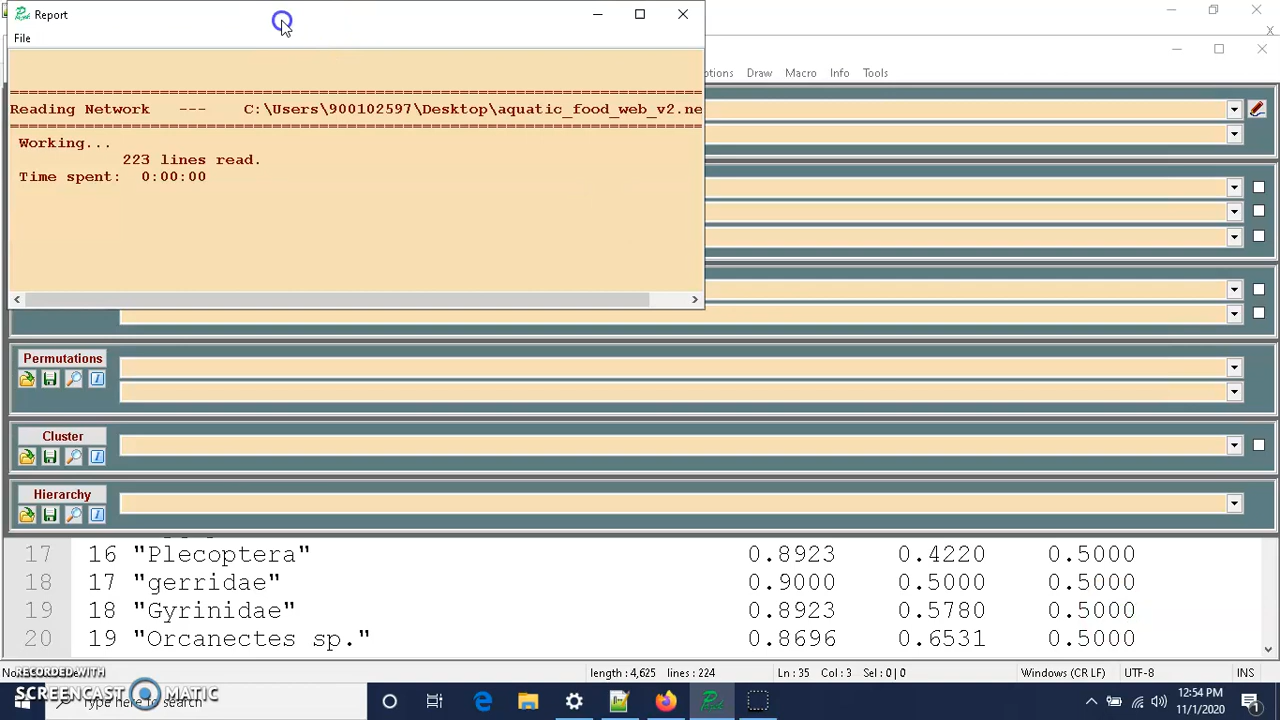 Report
File
ptions Draw Macro Info Tools
==========================================================================
Reading Network --- C:\Users\900102597\Desktop\aquatic_food_web_v2.ne
==========================================================================
Working...
223 lines read.
Time spent: 0:00:00
Permutations
Cluster
Hierarchy
17 16 "Plecoptera" 0.8923 0.4220 0.5000
18 17 "gerridae" 0.9000 0.5000 0.5000
19 18 "Gyrinidae" 0.8923 0.5780 0.5000
20 19 "Orcanectes sp." 0.8696 0.6531 0.5000
length : 4,625 lines : 224 Ln : 35 Col : 3 Sel : 0 | 0 Windows (CR LF) UTF-8 INS
RECORDED WITH
SCREENCAST MATIC
Type here to search
12:54 PM
11/1/2020
1